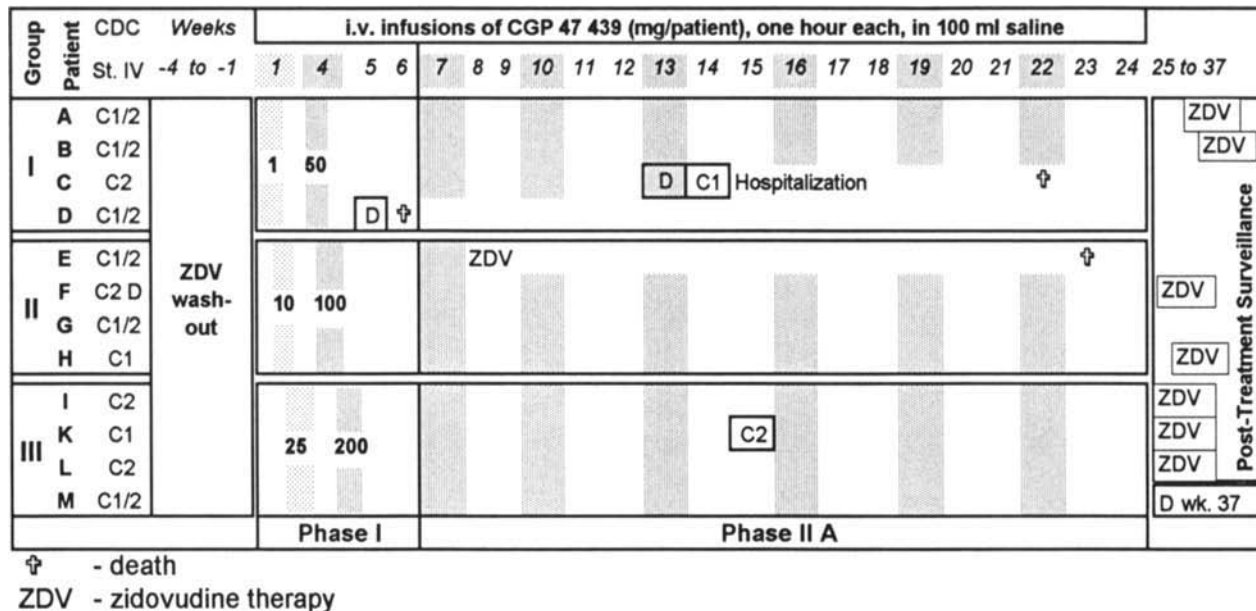 Group Patient CDC Weeks i.v. infusions of CGP 47 439 (mg/patient), one hour each, in 100 ml saline
St. IV -4 to -1 1 4 5 6 7 8 9 10 11 12 13 14 15 16 17 18 19 20 21 22 23 24 25 to 37
I
A C1/2 ZDV
B C1/2 ZDV
1 50
C C2 D C1 Hospitalization ✞
D C1/2 D ✞
ZDV wash-out
II
E C1/2 ZDV ✞
F C2 D ZDV
10 100
G C1/2
H C1 ZDV
III
I C2 ZDV
K C1 C2 ZDV
25 200
L C2 ZDV
M C1/2 D wk. 37
Post-Treatment Surveillance
Phase I Phase II A
✞ - death
ZDV - zidovudine therapy